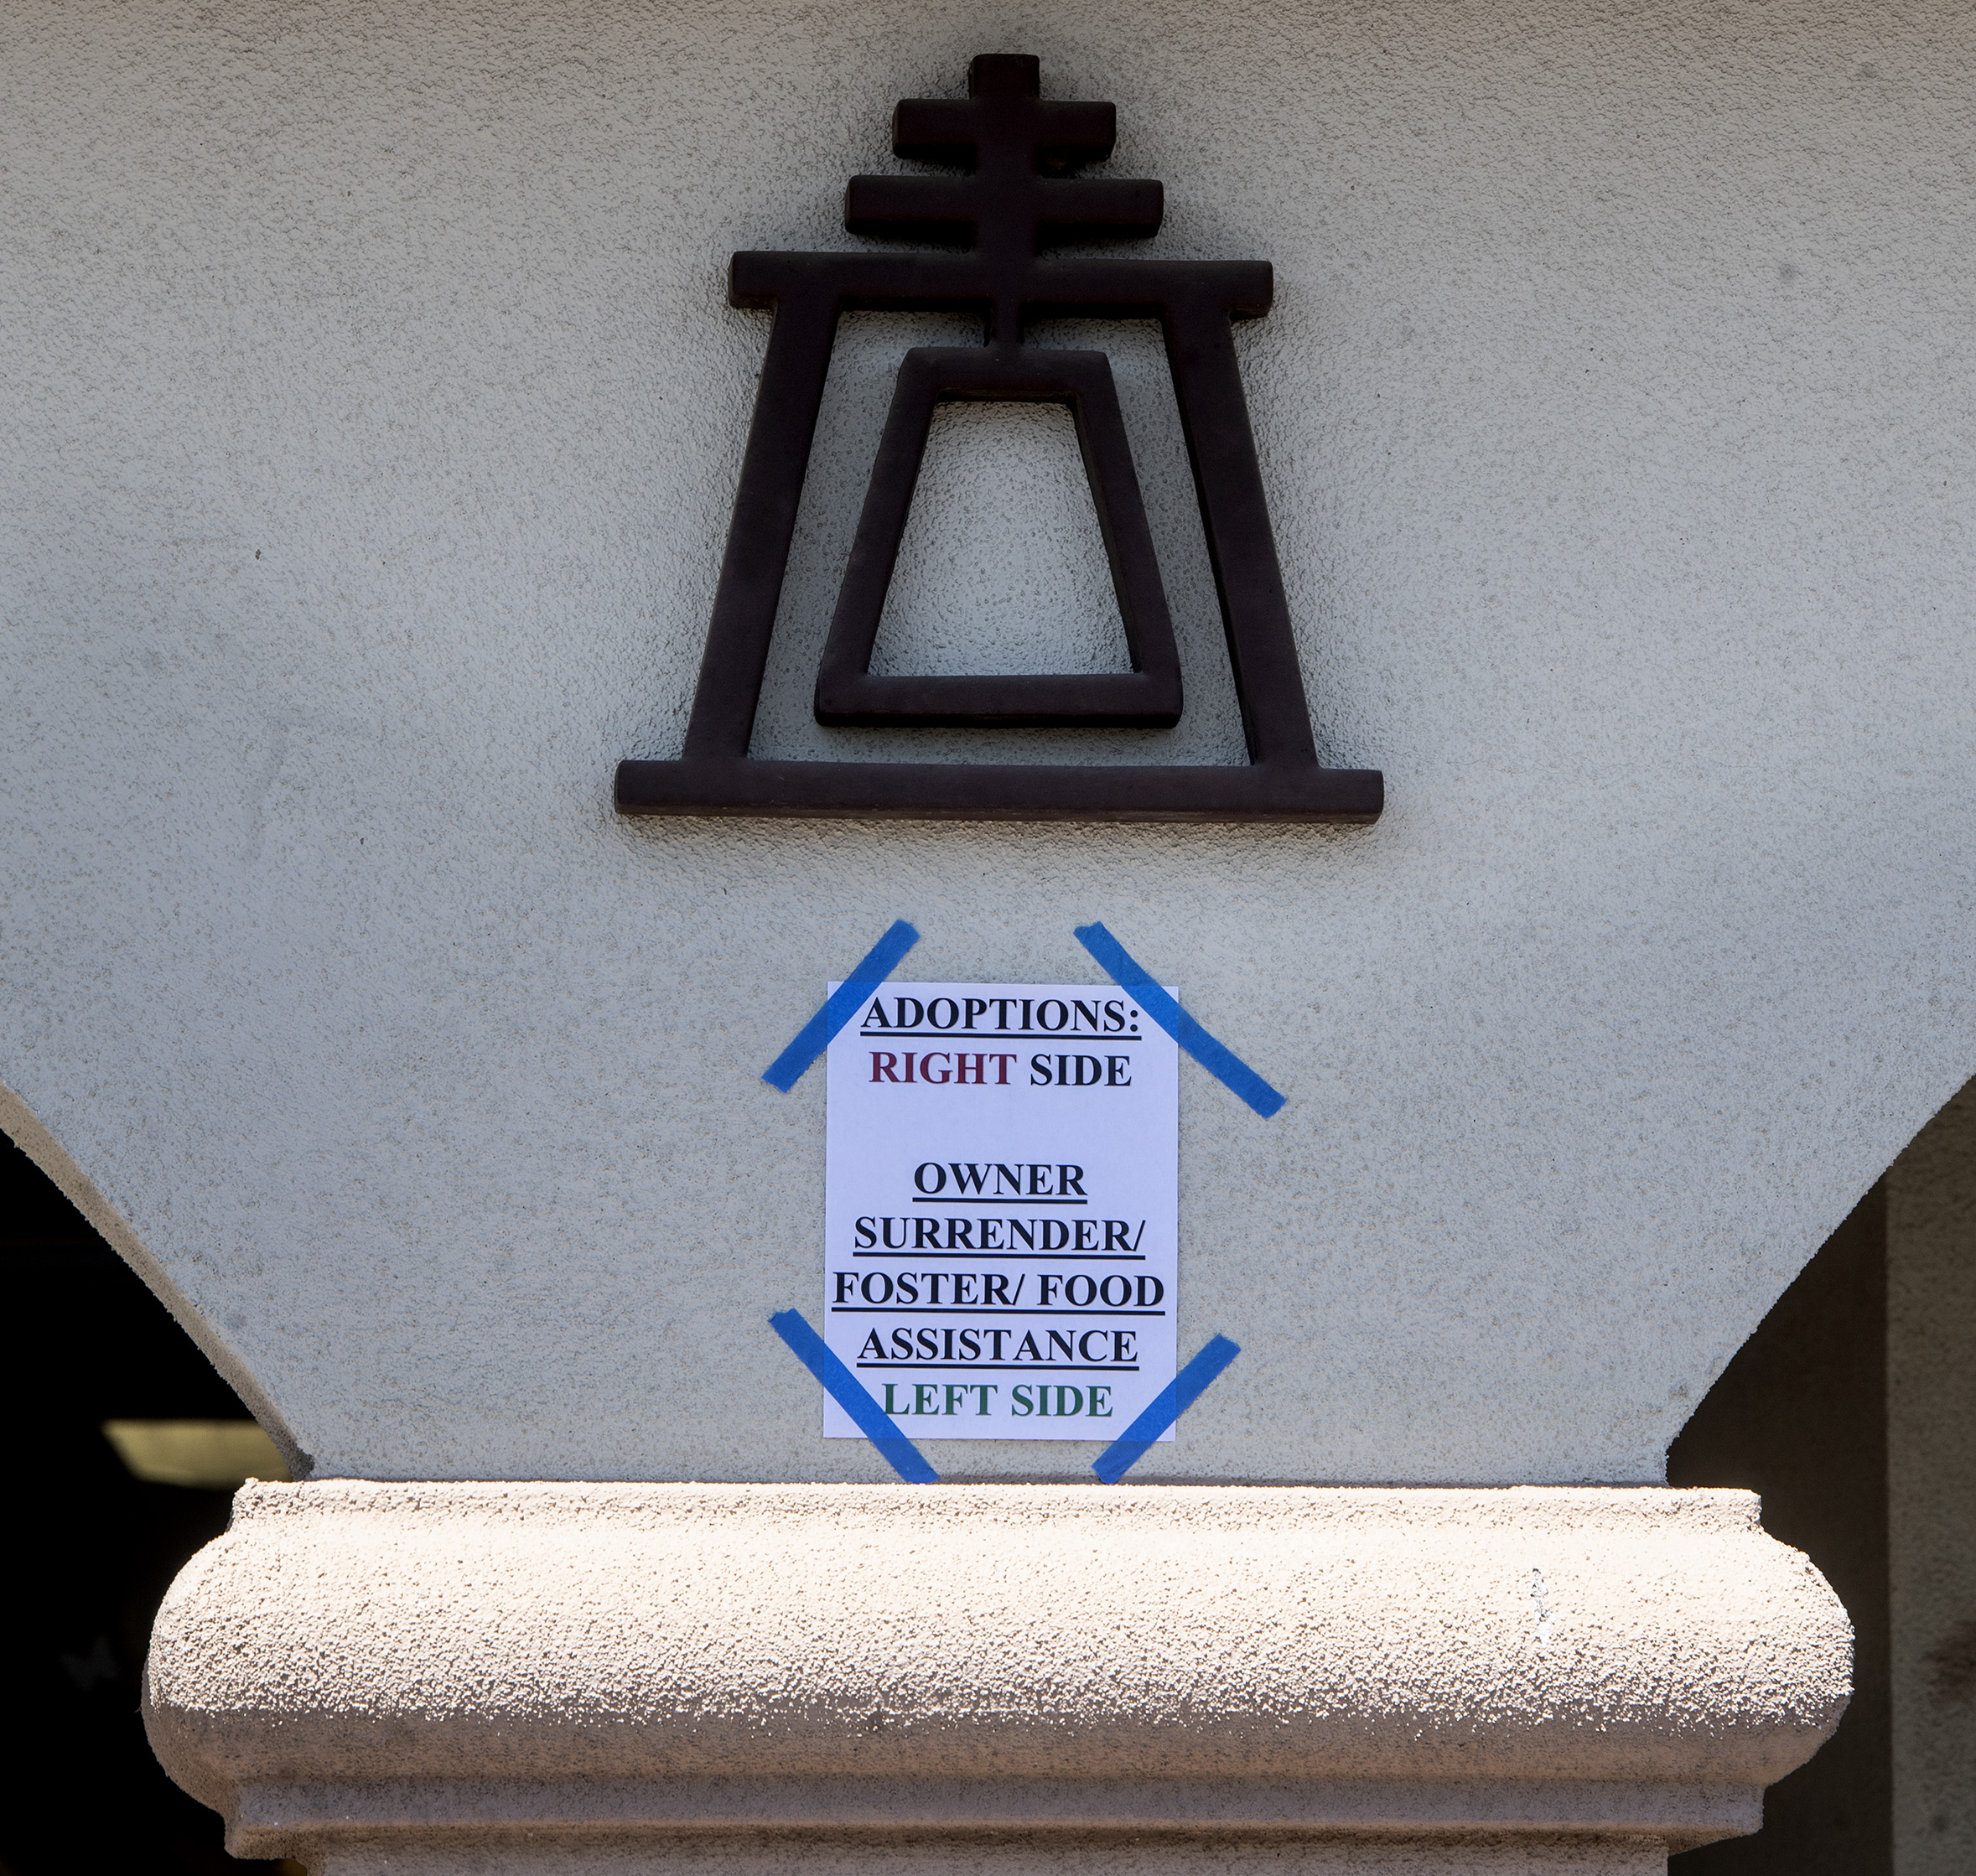 ADOPTIONS:
RIGHT SIDE
OWNER
SURRENDER/
FOSTER/ FOOD
ASSISTANCE
LEFT SIDE